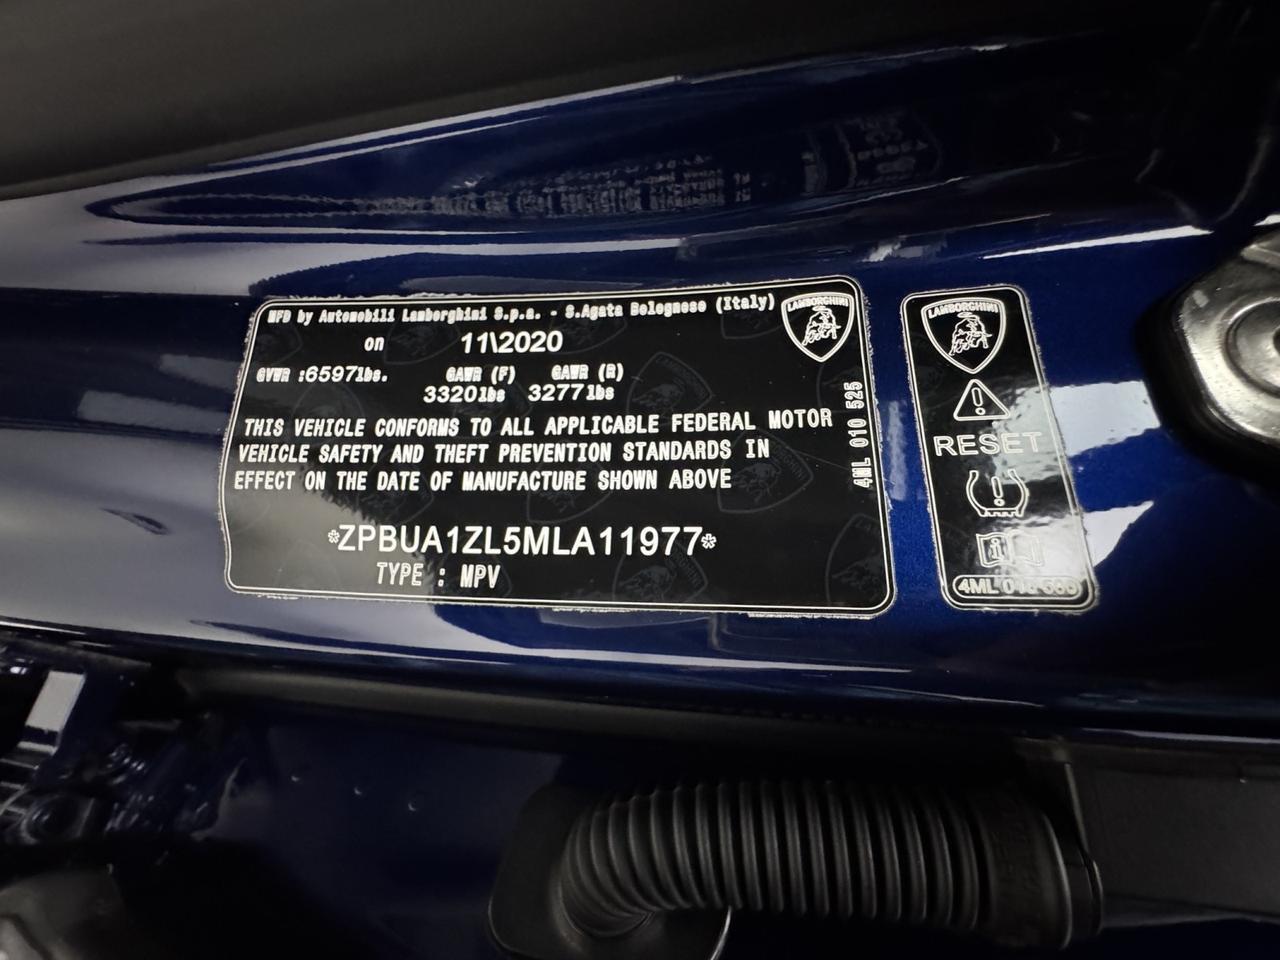 MFD by Automobili Lamborghini S.p.a. - S.Agata Bolognese (Italy)
on 11\2020
GVWR :6597lbs. GAWR (F) GAWR (R)
3320lbs 3277lbs
THIS VEHICLE CONFORMS TO ALL APPLICABLE FEDERAL MOTOR
VEHICLE SAFETY AND THEFT PREVENTION STANDARDS IN
EFFECT ON THE DATE OF MANUFACTURE SHOWN ABOVE
*ZPBUA1ZL5MLA11977*
TYPE : MPV
LAMBORGHINI
4ML 010 525
LAMBORGHINI
RESET
4ML